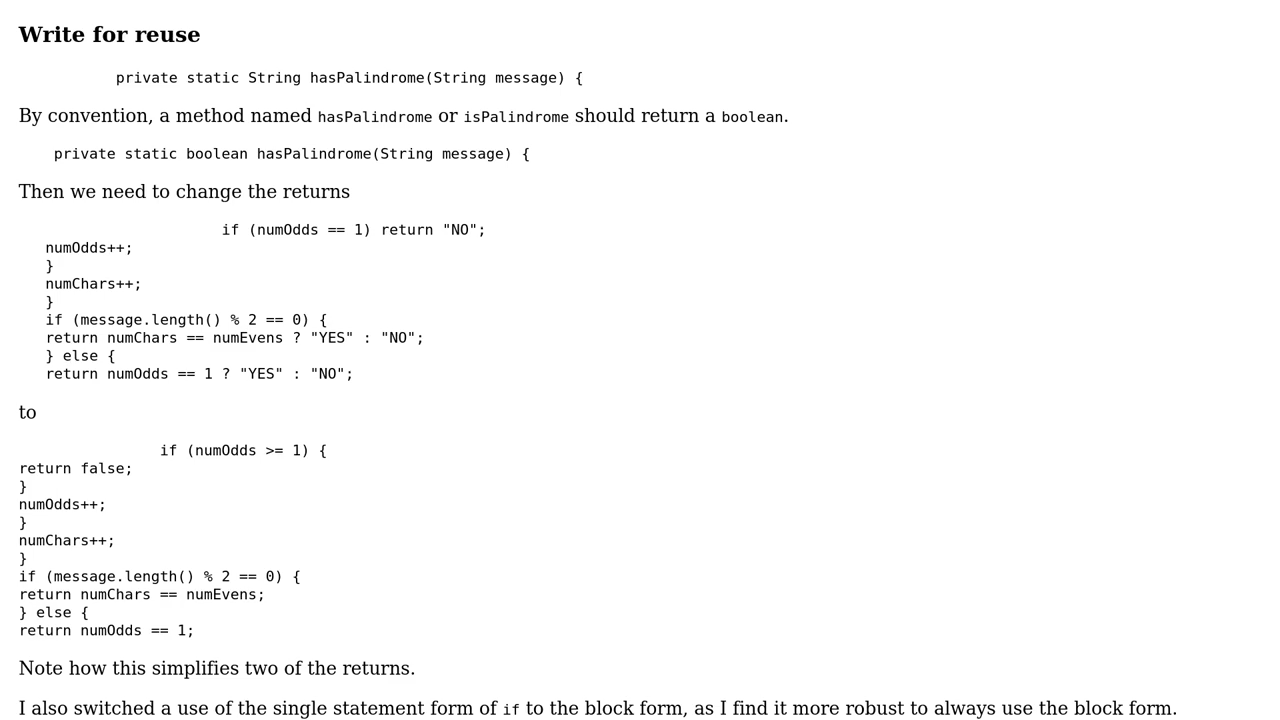 Write for reuse
private static String hasPalindrome(String message) {
By convention, a method named hasPalindrome or isPalindrome should return a boolean.
private static boolean hasPalindrome(String message) {
Then we need to change the returns
if (numOdds == 1) return "NO";
numOdds++;
}
numChars++;
}
if (message.length() % 2 == 0) {
return numChars == numEvens ? "YES" : "NO";
} else {
return numOdds == 1 ? "YES" : "NO";
to
if (numOdds >= 1) {
return false;
}
numOdds++;
}
numChars++;
}
if (message.length() % 2 == 0) {
return numChars == numEvens;
} else {
return numOdds == 1;
Note how this simplifies two of the returns.
I also switched a use of the single statement form of if to the block form, as I find it more robust to always use the block form.